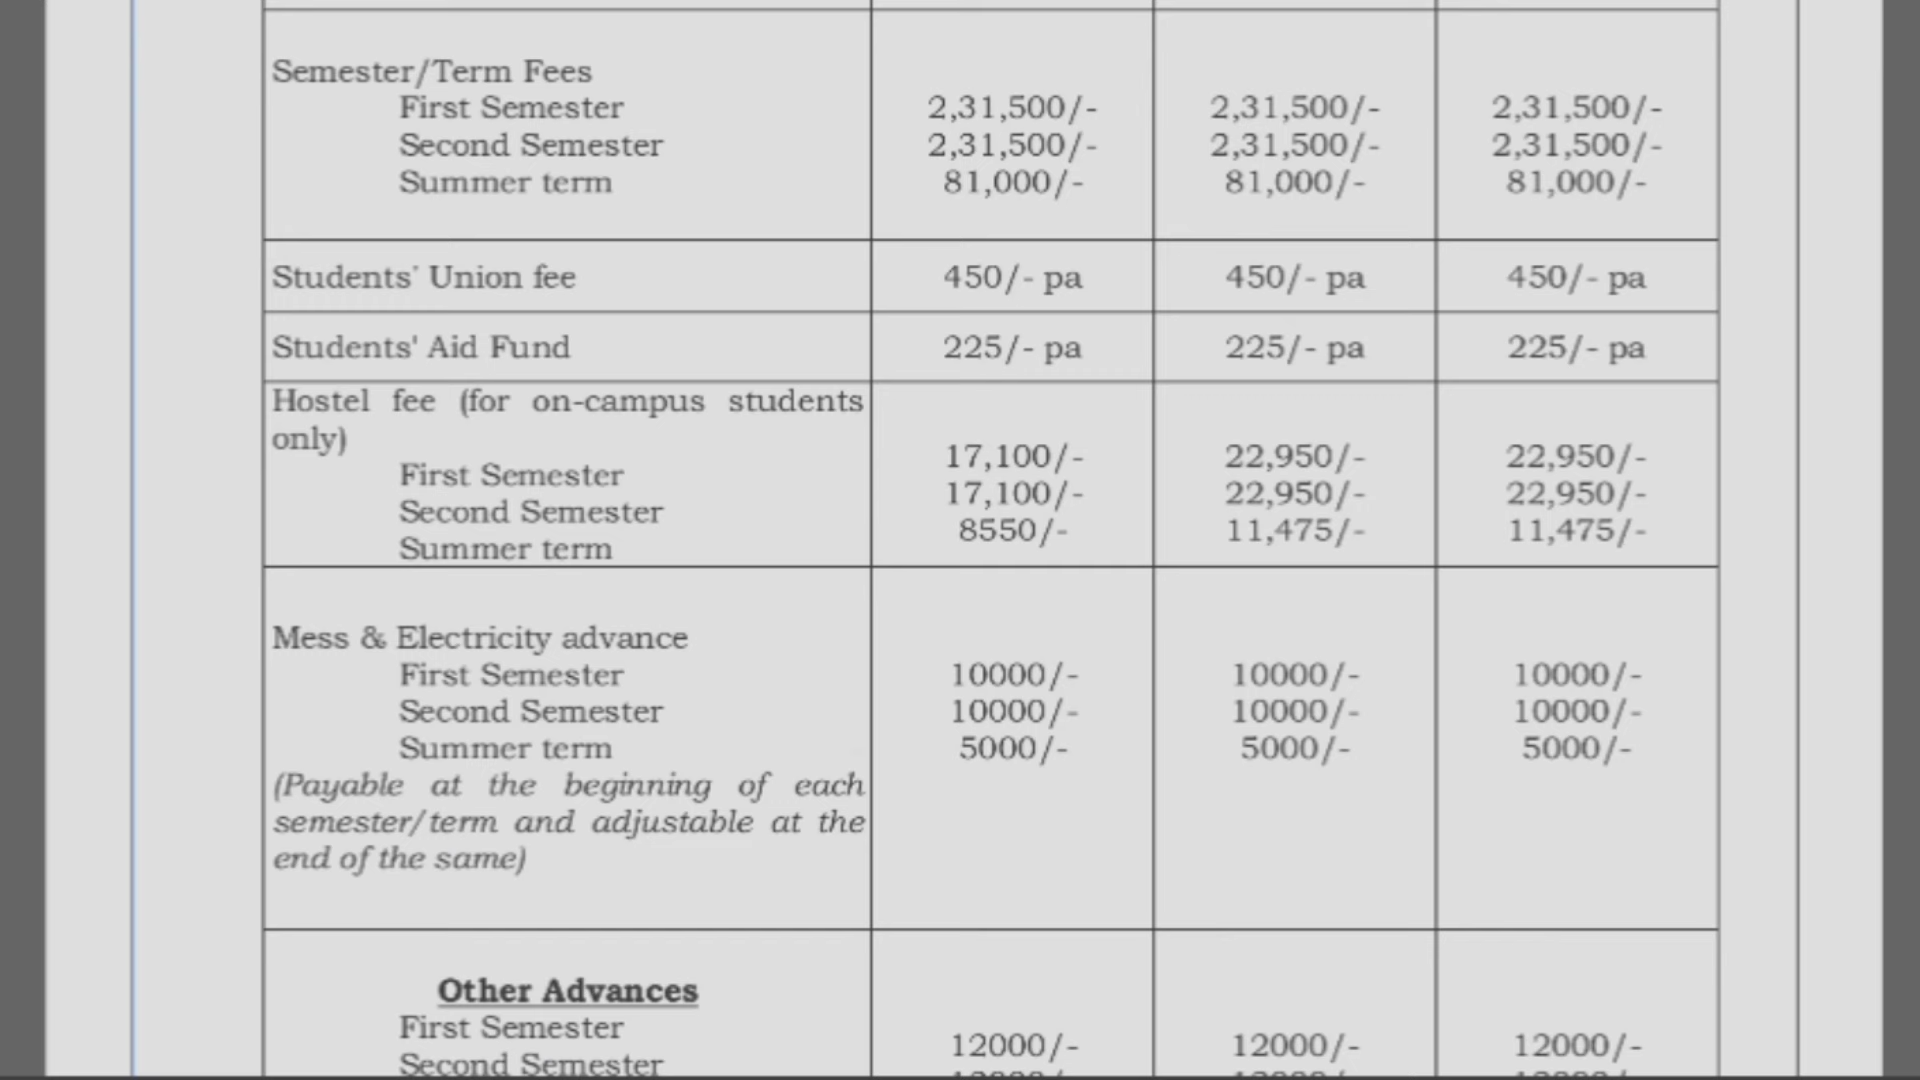 Semester/Term Fees
First Semester 2,31,500/- 2,31,500/- 2,31,500/-
Second Semester 2,31,500/- 2,31,500/- 2,31,500/-
Summer term 81,000/- 81,000/- 81,000/-
Students' Union fee 450/- pa 450/- pa 450/- pa
Students' Aid Fund 225/- pa 225/- pa 225/- pa
Hostel fee (for on-campus students
only)
First Semester 17,100/- 22,950/- 22,950/-
Second Semester 17,100/- 22,950/- 22,950/-
Summer term 8550/- 11,475/- 11,475/-
Mess & Electricity advance
First Semester 10000/- 10000/- 10000/-
Second Semester 10000/- 10000/- 10000/-
Summer term 5000/- 5000/- 5000/-
(Payable at the beginning of each
semester/term and adjustable at the
end of the same)
Other Advances
First Semester 12000/- 12000/- 12000/-
Second Semester